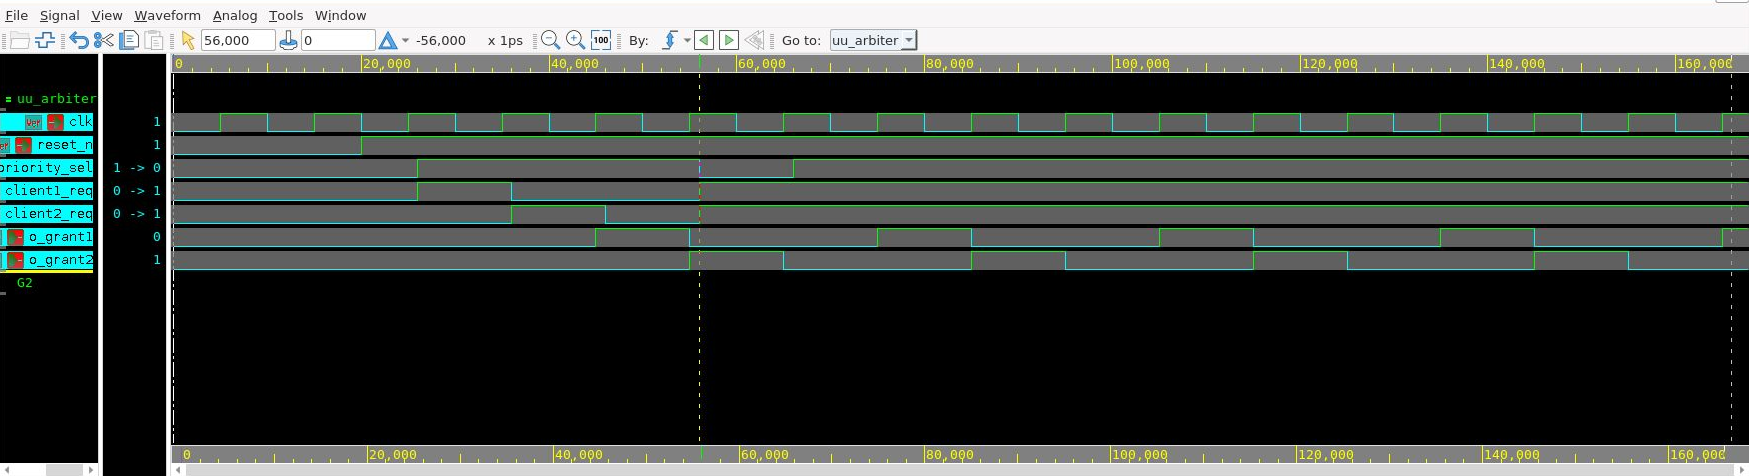 File Signal View Waveform Analog Tools Window
56,000 0 -56,000 x 1ps 100 By: Go to: uu_arbiter
0 20,000 40,000 60,000 80,000 100,000 120,000 140,000 160,000
= uu_arbiter
Ver clk 1
er reset_n 1
priority_sel 1 -> 0
client1_req 0 -> 1
client2_req 0 -> 1
o_grant1 0
o_grant2 1
G2
0 20,000 40,000 60,000 80,000 100,000 120,000 140,000 160,000